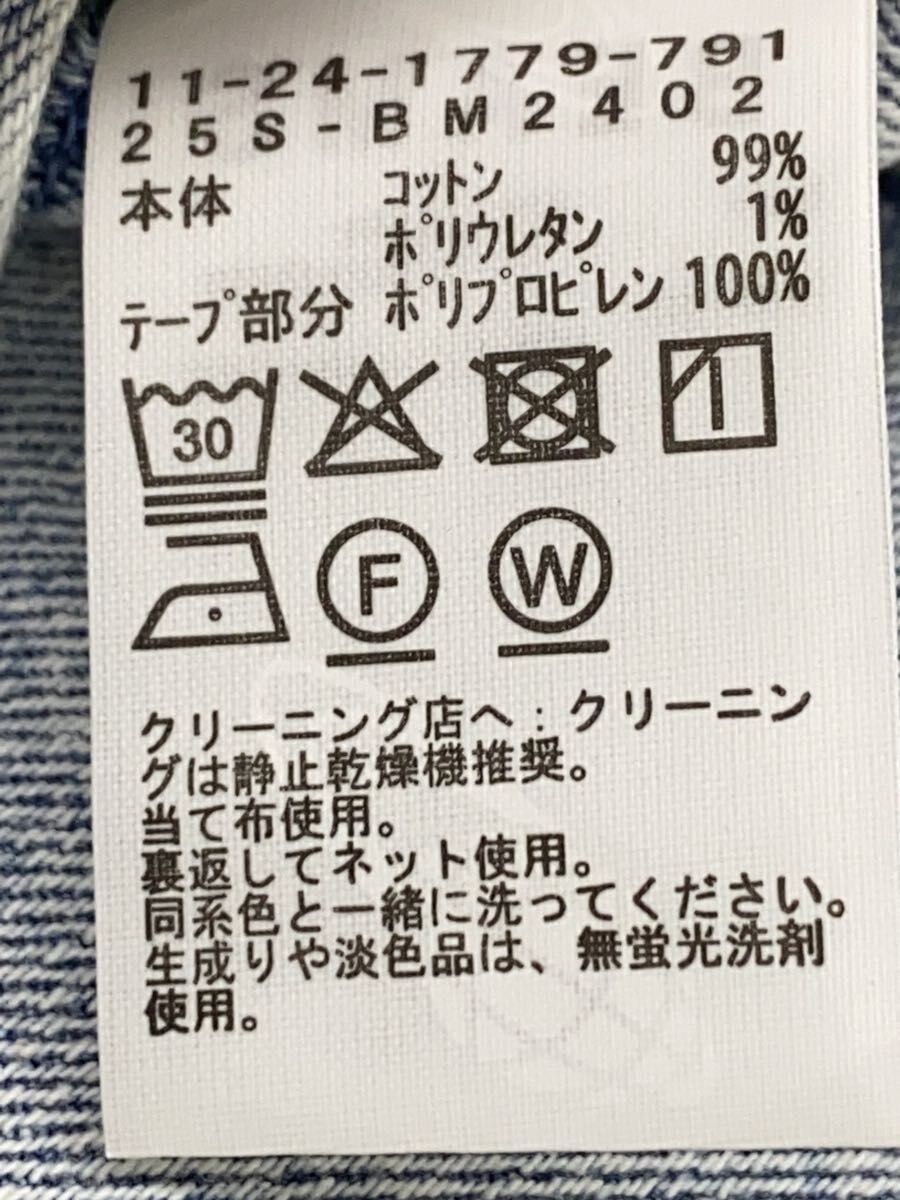 11-24-1779-791
25S-BM2402
本体 コットン 99%
ポリウレタン 1%
テープ部分 ポリプロピレン 100%
30
F W
クリーニング店へ:クリーニン
グは静止乾燥機推奨。
当て布使用。
裏返してネット使用。
同系色と一緒に洗ってください。
生成りや淡色品は、無蛍光洗剤
使用。